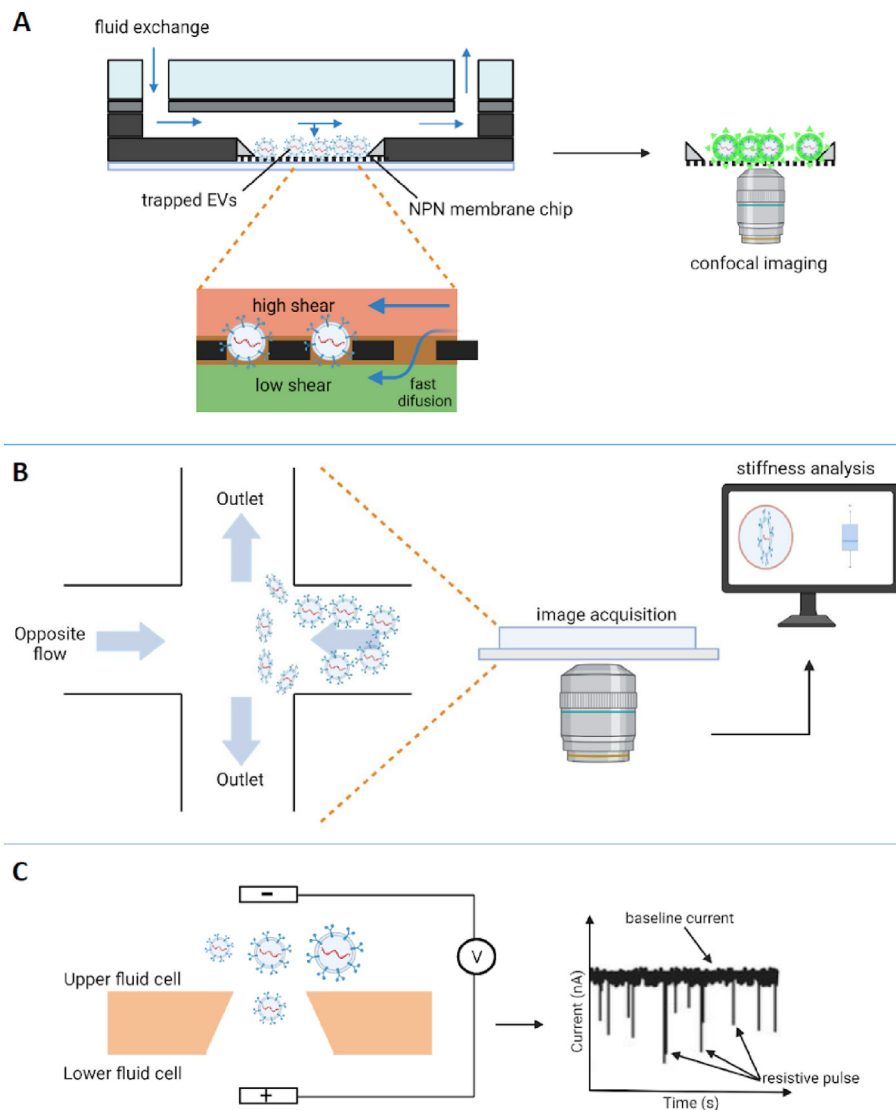 A
fluid exchange
trapped EVs
NPN membrane chip
confocal imaging
high shear
low shear
fast
difusion
B
Outlet
Opposite
flow
Outlet
image acquisition
stiffness analysis
C
-
Upper fluid cell
Lower fluid cell
+
V
baseline current
Current (nA)
resistive pulse
Time (s)